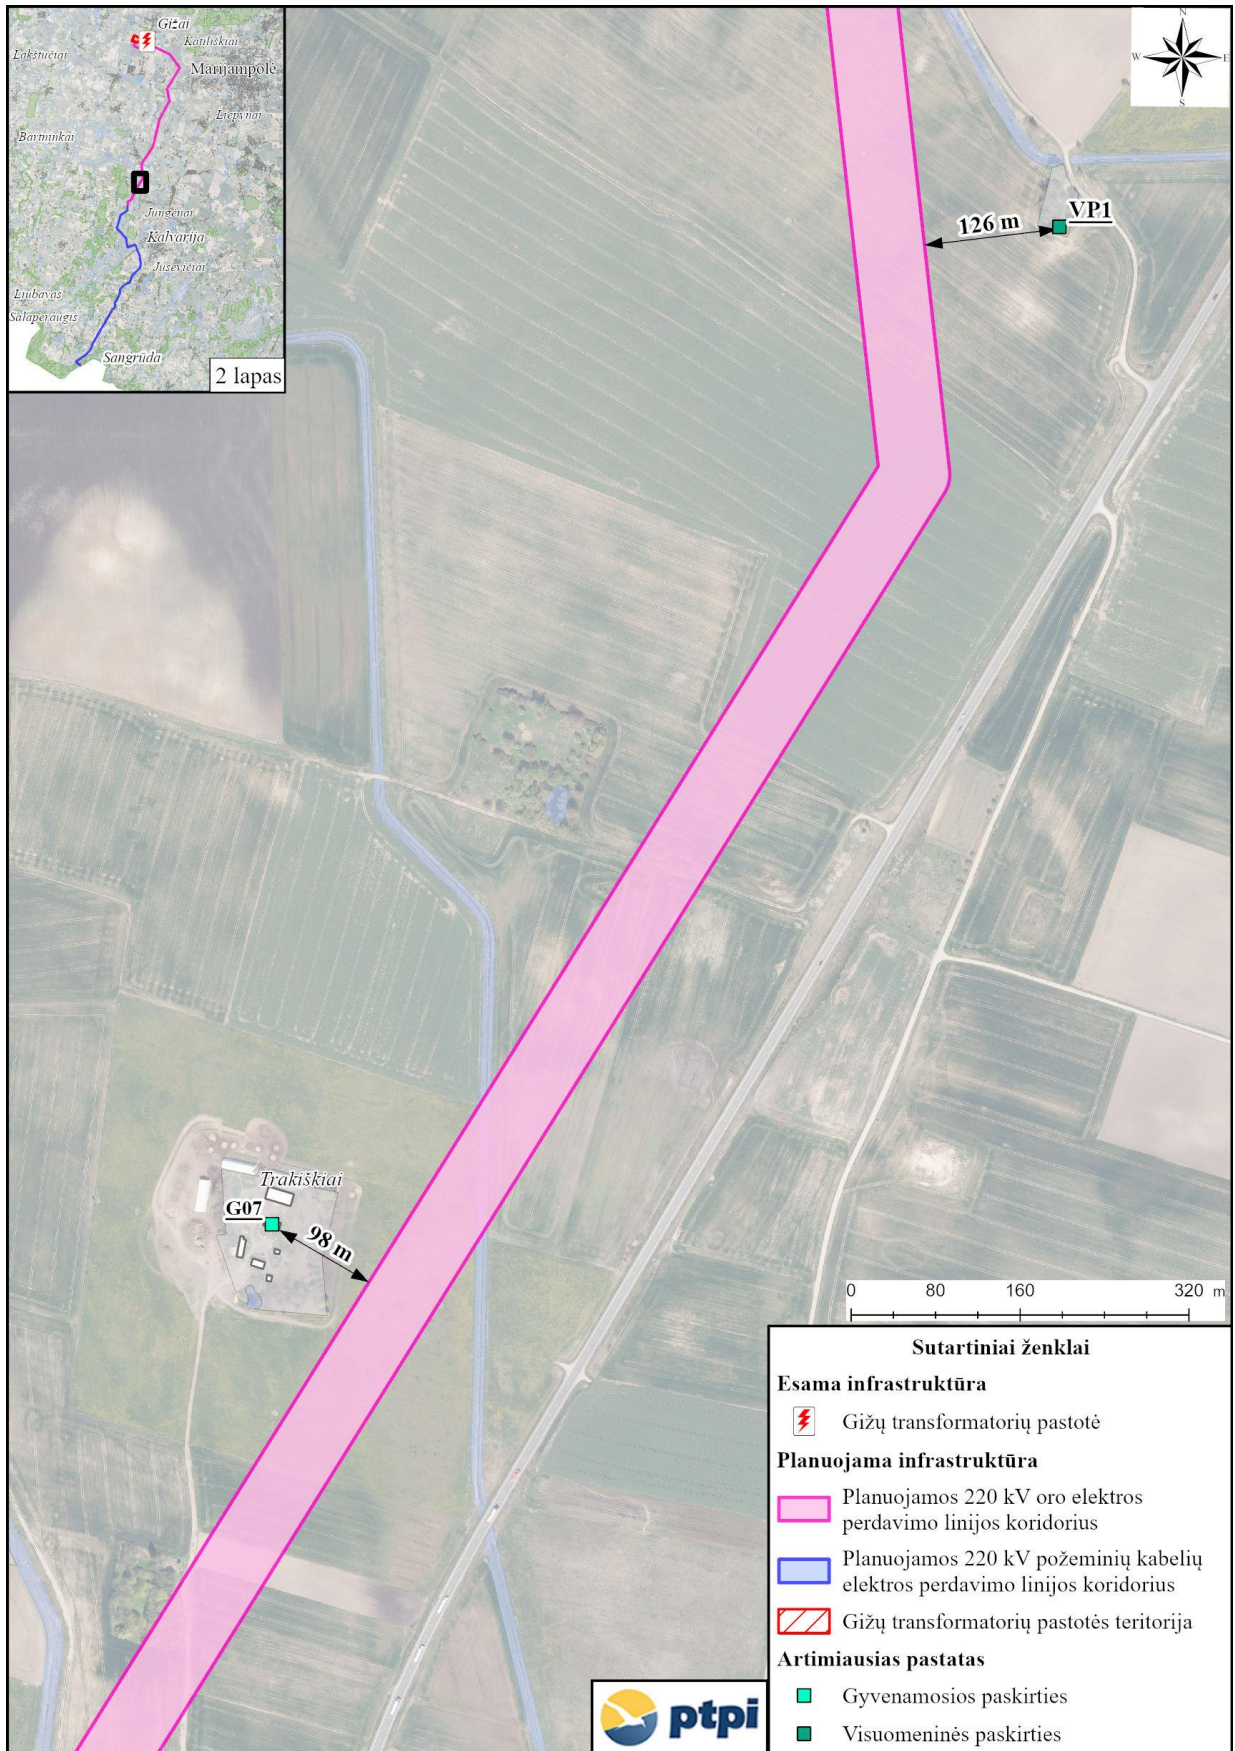 Gižai
Katiliškiai
Lakštučiai
Marijampolė
Liepynai
Bartninkai
Jungėnai
Kalvarija
Jusevičiai
Liubavas
Salaperaugis
Sangrūda
2 lapas
N
W
E
S
VP1
126 m
Trakiškiai
G07
98 m
0 80 160 320 m
Sutartiniai ženklai
Esama infrastruktūra
Gižų transformatorių pastotė
Planuojama infrastruktūra
Planuojamos 220 kV oro elektros
perdavimo linijos koridorius
Planuojamos 220 kV požeminių kabelių
elektros perdavimo linijos koridorius
Gižų transformatorių pastotės teritorija
Artimiausias pastatas
Gyvenamosios paskirties
Visuomeninės paskirties
ptpi